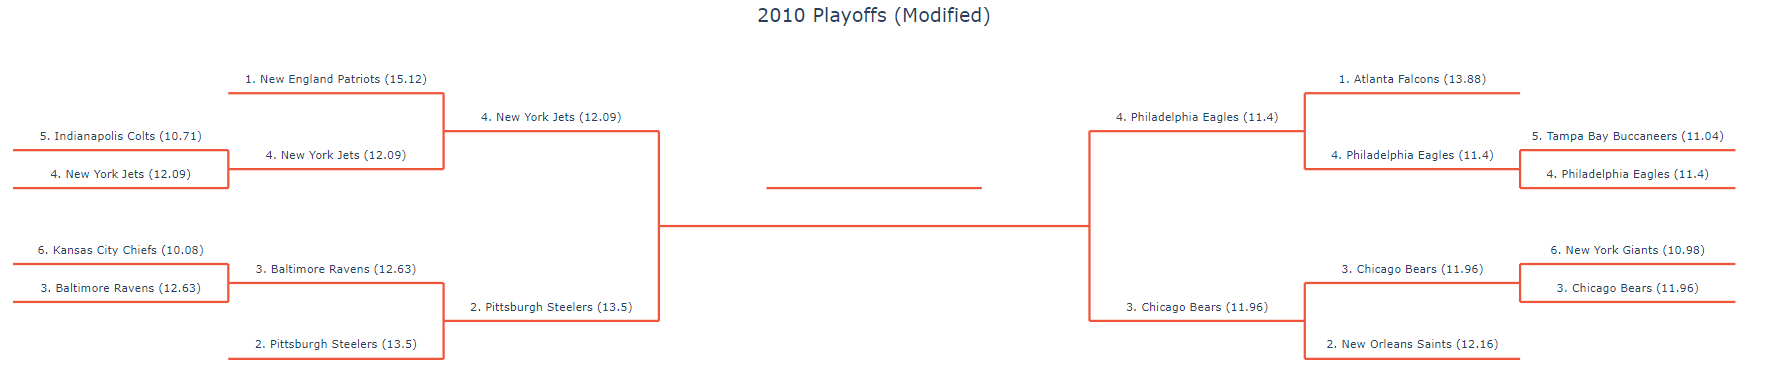 2010 Playoffs (Modified)
1. New England Patriots (15.12)
1. Atlanta Falcons (13.88)
4. New York Jets (12.09)
4. Philadelphia Eagles (11.4)
5. Indianapolis Colts (10.71)
5. Tampa Bay Buccaneers (11.04)
4. New York Jets (12.09)
4. Philadelphia Eagles (11.4)
4. New York Jets (12.09)
4. Philadelphia Eagles (11.4)
6. Kansas City Chiefs (10.08)
6. New York Giants (10.98)
3. Baltimore Ravens (12.63)
3. Chicago Bears (11.96)
3. Baltimore Ravens (12.63)
3. Chicago Bears (11.96)
2. Pittsburgh Steelers (13.5)
3. Chicago Bears (11.96)
2. Pittsburgh Steelers (13.5)
2. New Orleans Saints (12.16)